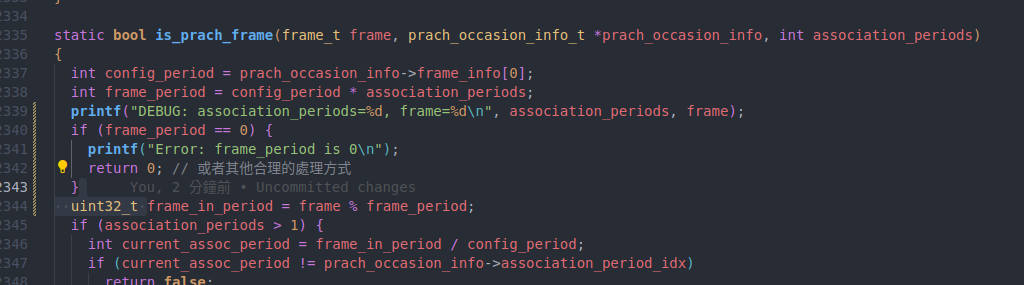 2334
2335 static bool is_prach_frame(frame_t frame, prach_occasion_info_t *prach_occasion_info, int association_periods)
2336 {
2337 int config_period = prach_occasion_info->frame_info[0];
2338 int frame_period = config_period * association_periods;
2339 printf("DEBUG: association_periods=%d, frame=%d\n", association_periods, frame);
2340 if (frame_period == 0) {
2341 printf("Error: frame_period is 0\n");
2342 return 0; // 或者其他合理的處理方式
2343 } You, 2 分鐘前 • Uncommitted changes
2344 uint32_t frame_in_period = frame % frame_period;
2345 if (association_periods > 1) {
2346 int current_assoc_period = frame_in_period / config_period;
2347 if (current_assoc_period != prach_occasion_info->association_period_idx)
2348 return false;